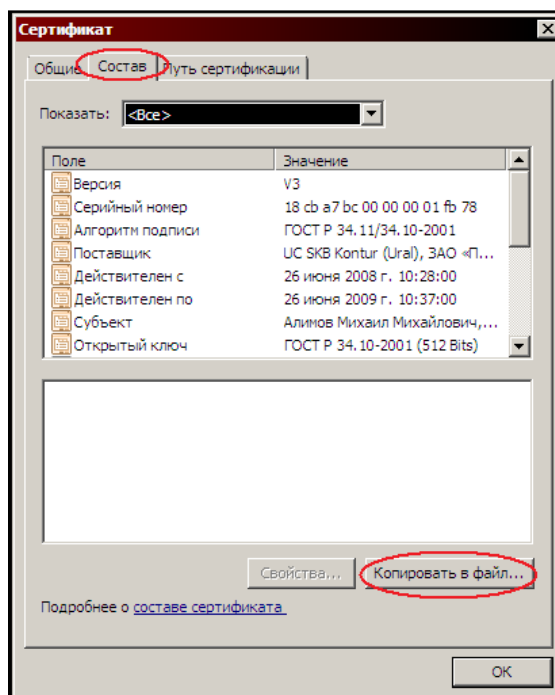 Сертификат
Общие Состав Путь сертификации
Показать: <Все>
Поле Значение
Версия V3
Серийный номер 18 cb a7 bc 00 00 00 01 fb 78
Алгоритм подписи ГОСТ Р 34.11/34.10-2001
Поставщик UC SKB Kontur (Ural), ЗАО «П...
Действителен с 26 июня 2008 г. 10:28:00
Действителен по 26 июня 2009 г. 10:37:00
Субъект Алимов Михаил Михайлович,...
Открытый ключ ГОСТ Р 34.10-2001 (512 Bits)
Свойства... Копировать в файл...
Подробнее о составе сертификата
ОК